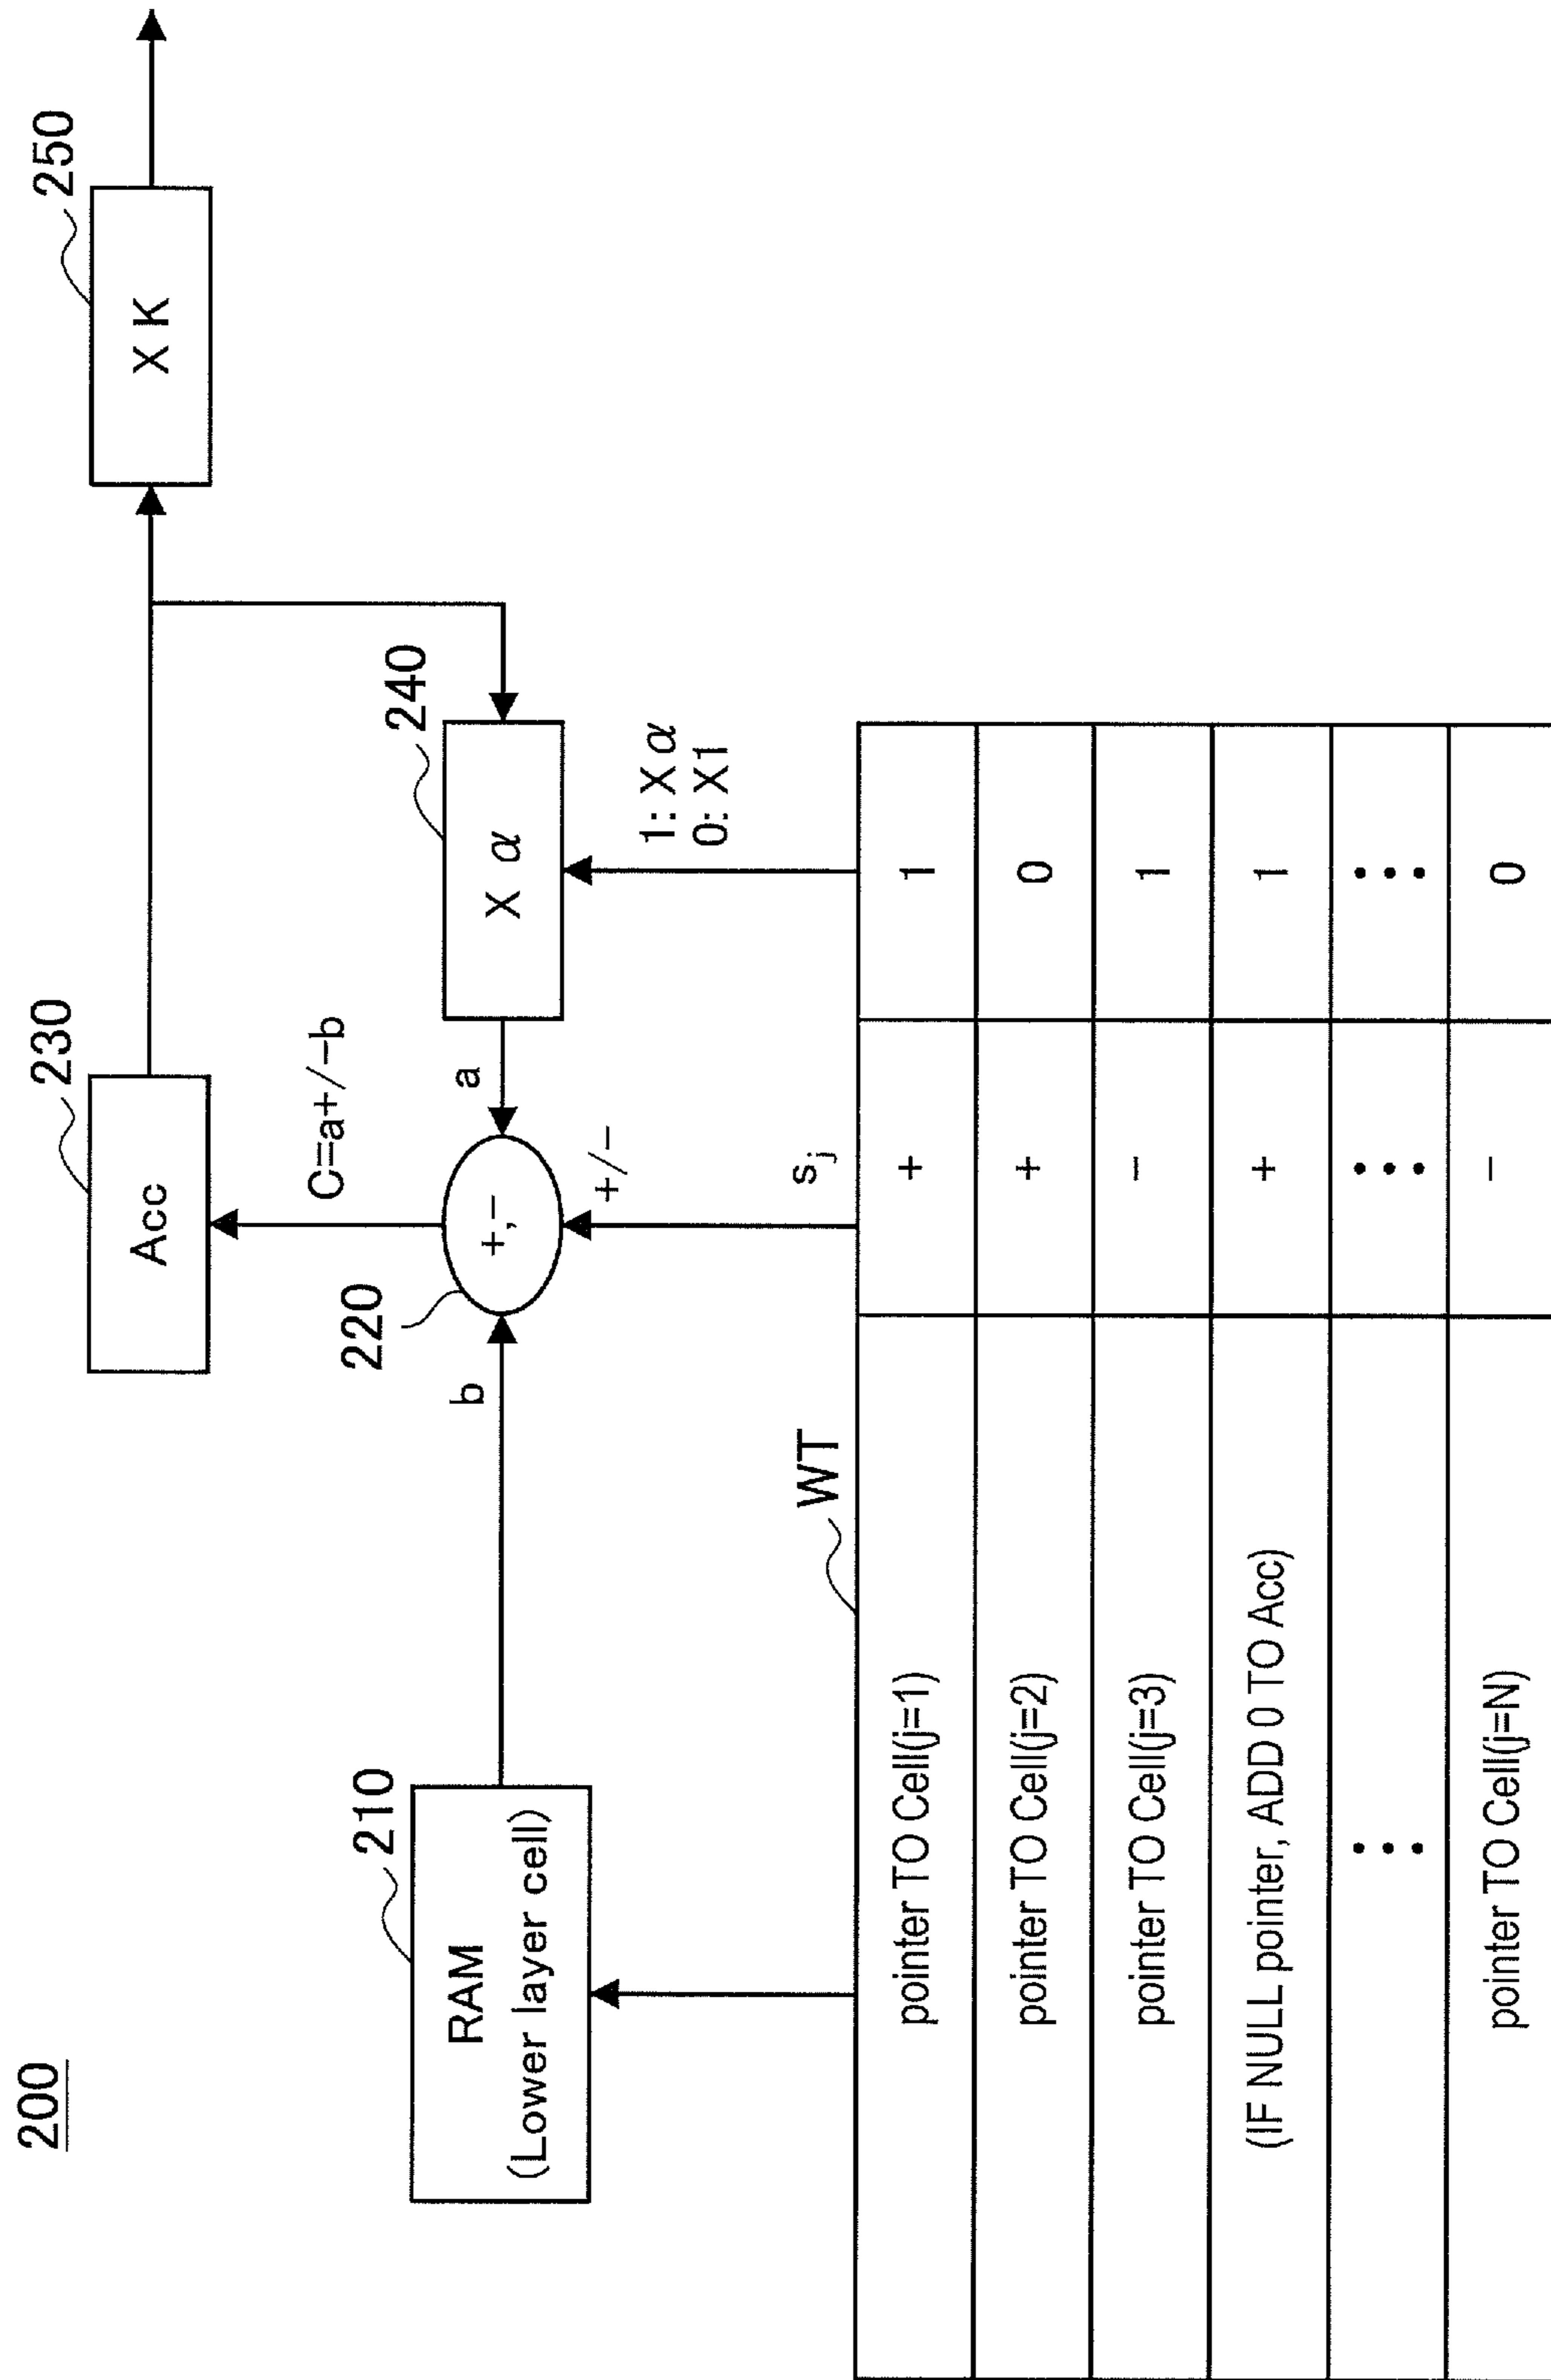 200
250
X K
230
Acc
C=a+/-b
240
X α
a
220
+,-
b
210
RAM
(Lower layer cell)
+/-
1: X α
0: X1
WT
s_j
pointer TO Cell(j=1) + 1
pointer TO Cell(j=2) + 0
pointer TO Cell(j=3) - 1
(IF NULL pointer, ADD 0 TO Acc) + 1
⋮ ⋮ ⋮
pointer TO Cell(j=N) - 0